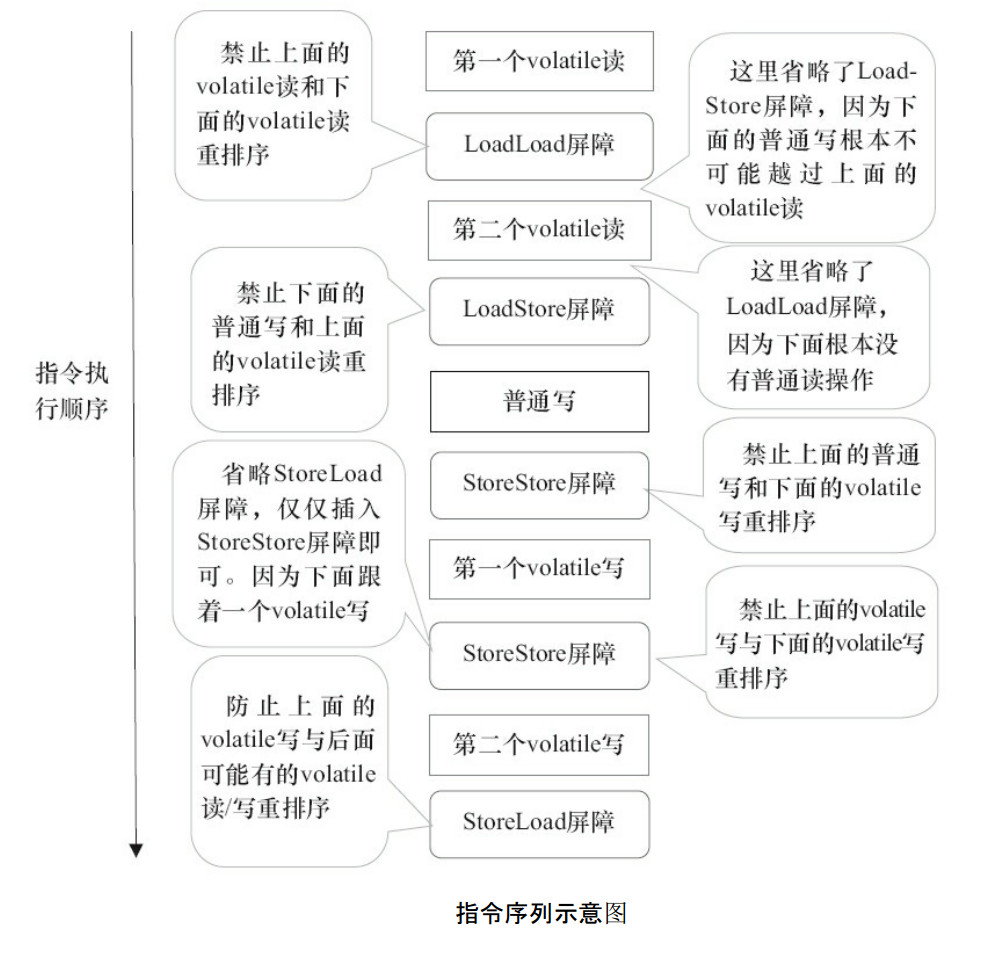 禁止上面的
volatile读和下
面的volatile读
重排序
第一个volatile读
LoadLoad屏障
这里省略了Load-
Store屏障，因为下
面的普通写根本不
可能越过上面的
volatile读
第二个volatile读
禁止下面的
普通写和上面
的volatile读重
排序
LoadStore屏障
这里省略了
LoadLoad屏障，
因为下面根本没
有普通读操作
指令执
行顺序
普通写
省略StoreLoad
屏障，仅仅插入
StoreStore屏障即
可。因为下面跟
着一个volatile写
StoreStore屏障
禁止上面的普通
写和下面的volatile
写重排序
第一个volatile写
StoreStore屏障
禁止上面的volatile
写与下面的volatile写
重排序
防止上面的
volatile写与后面
可能有的volatile
读/写重排序
第二个volatile写
StoreLoad屏障
指令序列示意图